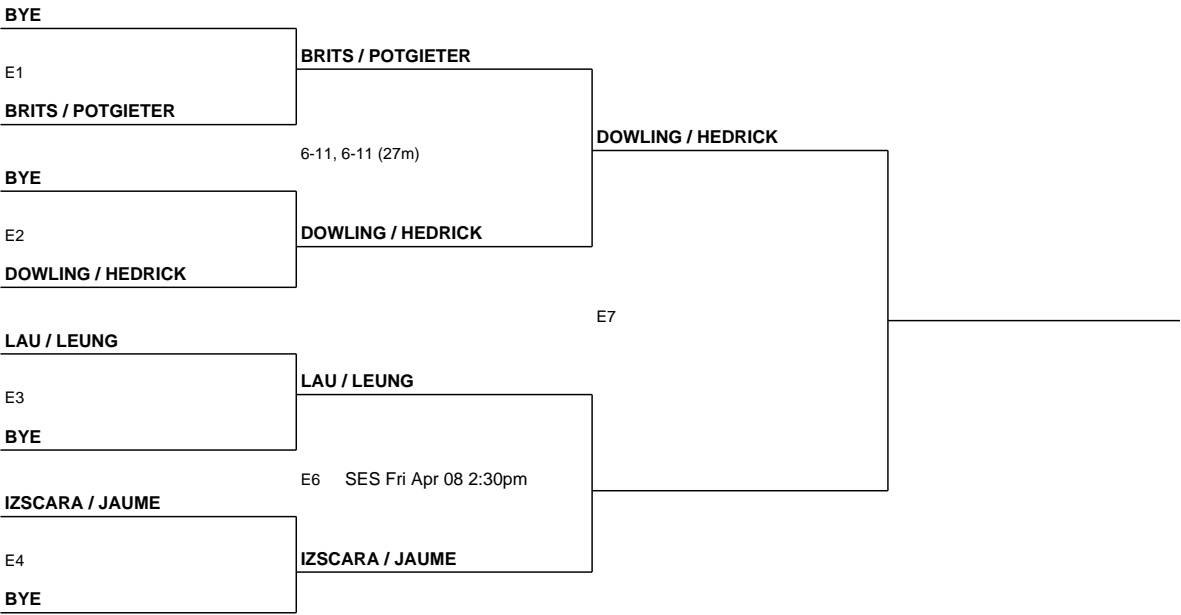 BYE
E1
BRITS / POTGIETER
BYE
E2
DOWLING / HEDRICK
LAU / LEUNG
E3
BYE
IZSCARA / JAUME
E4
BYE
BRITS / POTGIETER
6-11, 6-11 (27m)
DOWLING / HEDRICK
LAU / LEUNG
E6 SES Fri Apr 08 2:30pm
IZSCARA / JAUME
DOWLING / HEDRICK
E7